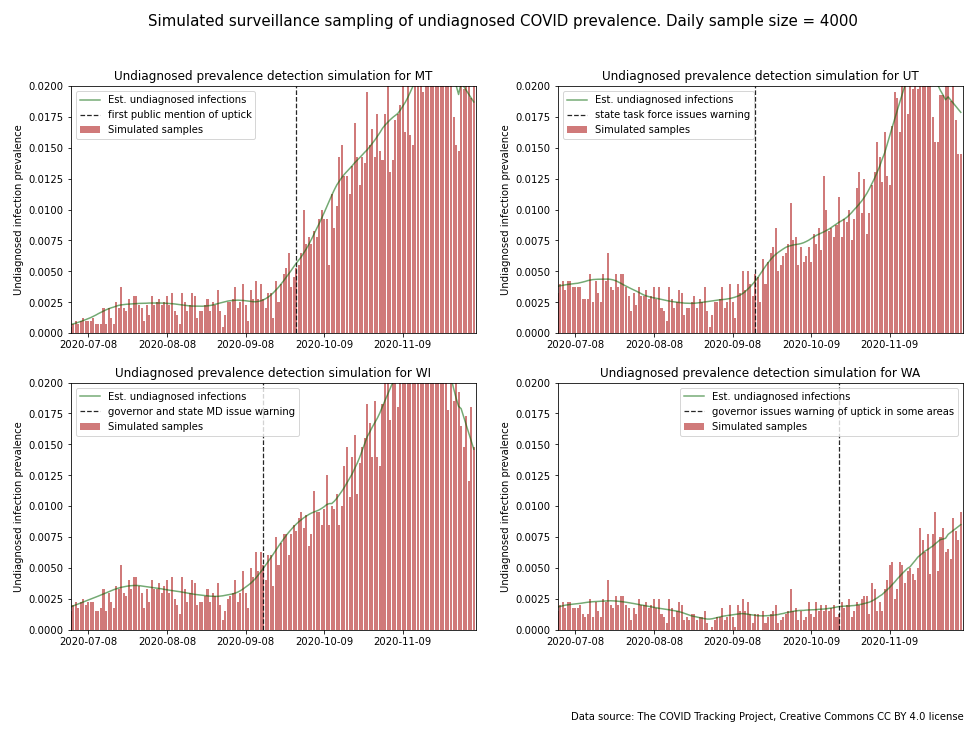 Simulated surveillance sampling of undiagnosed COVID prevalence. Daily sample size = 4000
Undiagnosed prevalence detection simulation for MT
Undiagnosed infection prevalence
0.0200
0.0175
0.0150
0.0125
0.0100
0.0075
0.0050
0.0025
0.0000
Est. undiagnosed infections
first public mention of uptick
Simulated samples
2020-07-08 2020-08-08 2020-09-08 2020-10-09 2020-11-09
Undiagnosed prevalence detection simulation for UT
Undiagnosed infection prevalence
0.0200
0.0175
0.0150
0.0125
0.0100
0.0075
0.0050
0.0025
0.0000
Est. undiagnosed infections
state task force issues warning
Simulated samples
2020-07-08 2020-08-08 2020-09-08 2020-10-09 2020-11-09
Undiagnosed prevalence detection simulation for WI
Undiagnosed infection prevalence
0.0200
0.0175
0.0150
0.0125
0.0100
0.0075
0.0050
0.0025
0.0000
Est. undiagnosed infections
governor and state MD issue warning
Simulated samples
2020-07-08 2020-08-08 2020-09-08 2020-10-09 2020-11-09
Undiagnosed prevalence detection simulation for WA
Undiagnosed infection prevalence
0.0200
0.0175
0.0150
0.0125
0.0100
0.0075
0.0050
0.0025
0.0000
Est. undiagnosed infections
governor issues warning of uptick in some areas
Simulated samples
2020-07-08 2020-08-08 2020-09-08 2020-10-09 2020-11-09
Data source: The COVID Tracking Project, Creative Commons CC BY 4.0 license